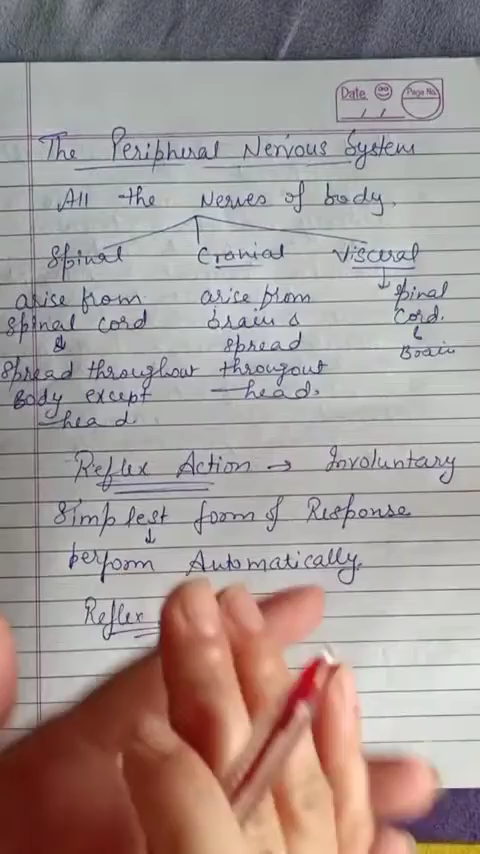 Date
Page No.
The Peripheral Nervous System
All the Nerves of body.
Spinal Cranial Visceral
arise from
spinal cord
&
Spread throughout
Body except
head
arise from
brain &
spread
througout
head.
spinal
Cord.
&
Brain
Reflex Action → Involuntary
Simplest form of Response
↓
perform Automatically.
Reflex